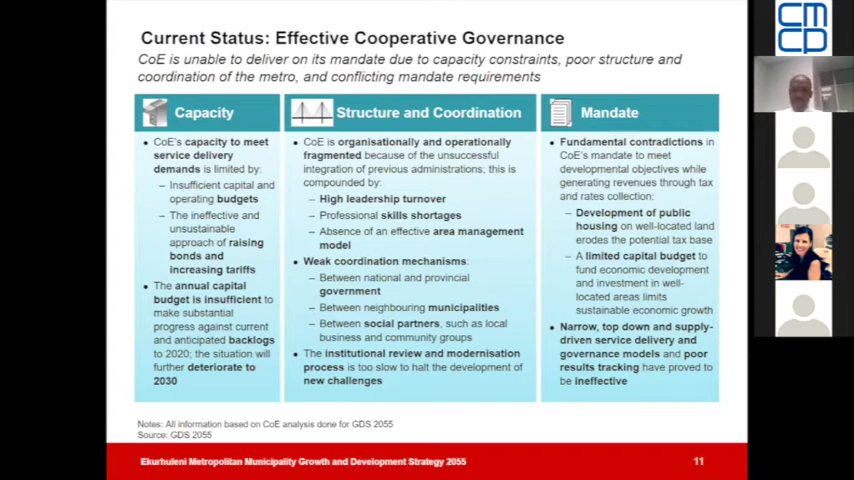 Current Status: Effective Cooperative Governance
CoE is unable to deliver on its mandate due to capacity constraints, poor structure and
coordination of the metro, and conflicting mandate requirements
Capacity
• CoE's capacity to meet
service delivery
demands is limited by:
– Insufficient capital and
operating budgets
– The ineffective and
unsustainable
approach of raising
bonds and
increasing tariffs
• The annual capital
budget is insufficient to
make substantial
progress against current
and anticipated backlogs
to 2020; the situation will
further deteriorate to
2030
Structure and Coordination
• CoE is organisationally and operationally
fragmented because of the unsuccessful
integration of previous administrations; this is
compounded by:
– High leadership turnover
– Professional skills shortages
– Absence of an effective area management
model
• Weak coordination mechanisms:
– Between national and provincial
government
– Between neighbouring municipalities
– Between social partners, such as local
business and community groups
• The institutional review and modernisation
process is too slow to halt the development of
new challenges
Mandate
• Fundamental contradictions in
CoE's mandate to meet
developmental objectives while
generating revenues through tax
and rates collection:
– Development of public
housing on well-located land
erodes the potential tax base
– A limited capital budget to
fund economic development
and investment in well-
located areas limits
sustainable economic growth
• Narrow, top down and supply-
driven service delivery and
governance models and poor
results tracking have proved to
be ineffective
Notes: All information based on CoE analysis done for GDS 2055
Source: GDS 2055
Ekurhuleni Metropolitan Municipality Growth and Development Strategy 2055
11
CM
CP